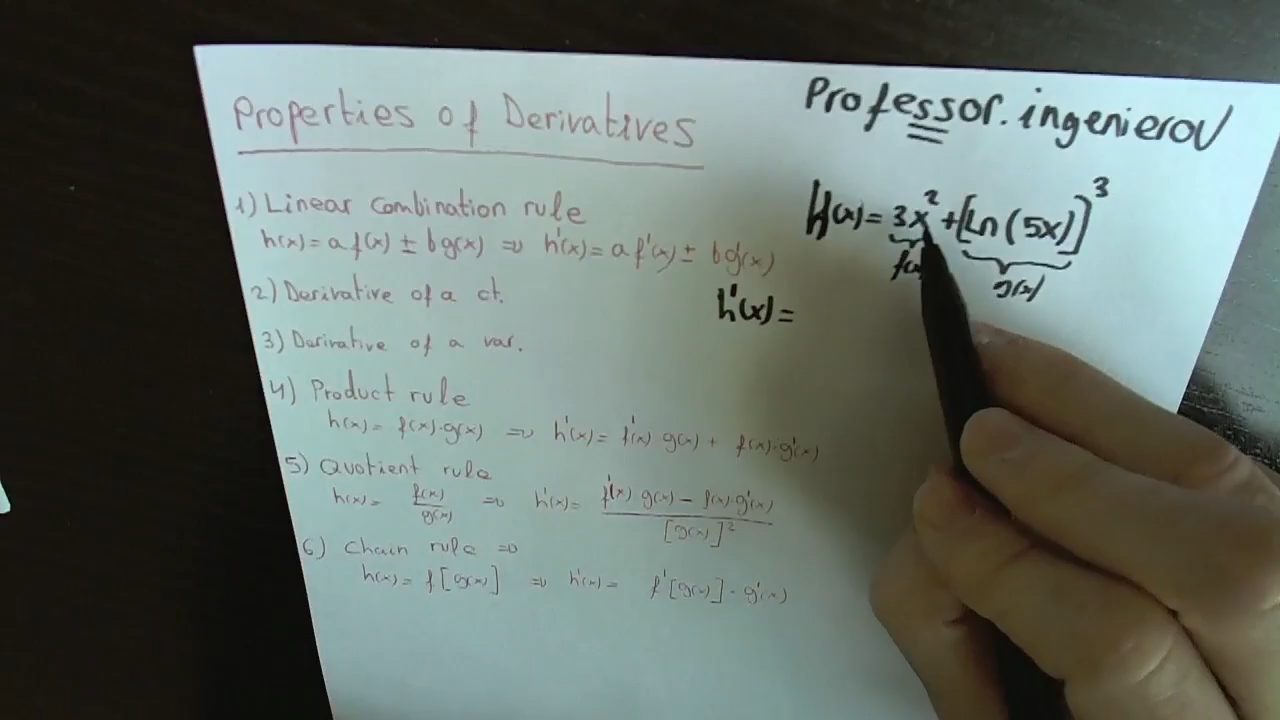 Properties of Derivatives
1) Linear Combination rule
h(x) = a f(x) ± b g(x) ⇒ h'(x) = a f'(x) ± b g'(x)
2) Derivative of a ct.
3) Derivative of a var.
4) Product rule
h(x) = f(x)·g(x) ⇒ h'(x) = f'(x) g(x) + f(x)·g'(x)
5) Quotient rule
h(x) = f(x)/g(x) ⇒ h'(x) = f'(x) g(x) − f(x)·g'(x) / [g(x)]²
6) Chain rule ⇒
h(x) = f[g(x)] ⇒ h'(x) = f'[g(x)]·g'(x)
Professor.ingenierov
H(x) = 3x² + [Ln(5x)]³
g(x)
h'(x) =